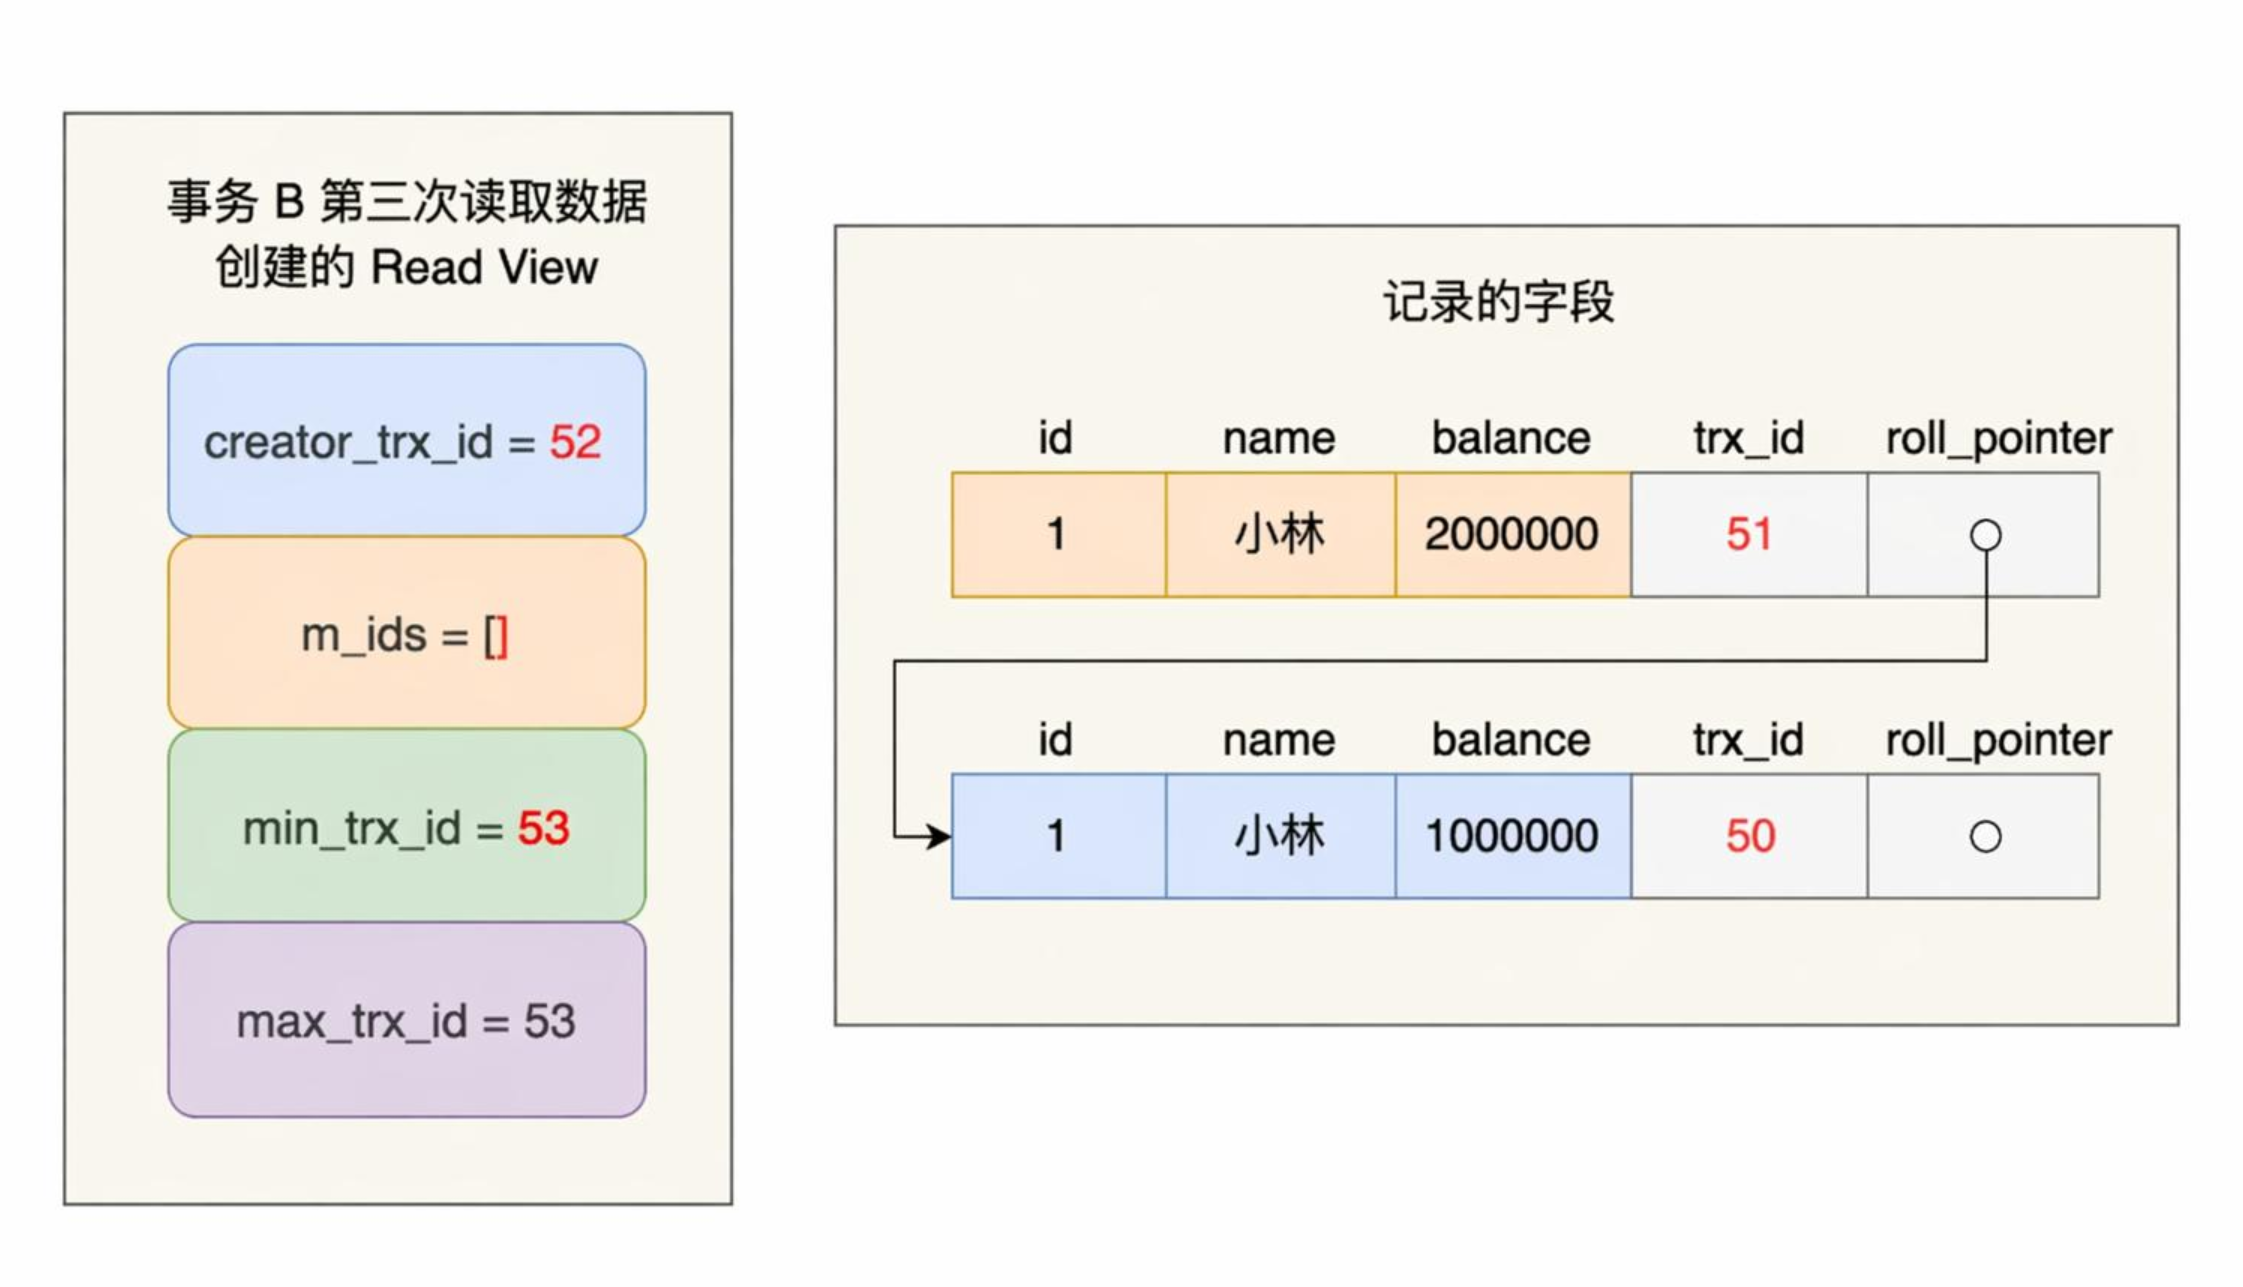 事务 B 第三次读取数据
创建的 Read View
creator_trx_id = 52
m_ids = []
min_trx_id = 53
max_trx_id = 53
记录的字段
id name balance trx_id roll_pointer
1 小林 2000000 51
id name balance trx_id roll_pointer
1 小林 1000000 50